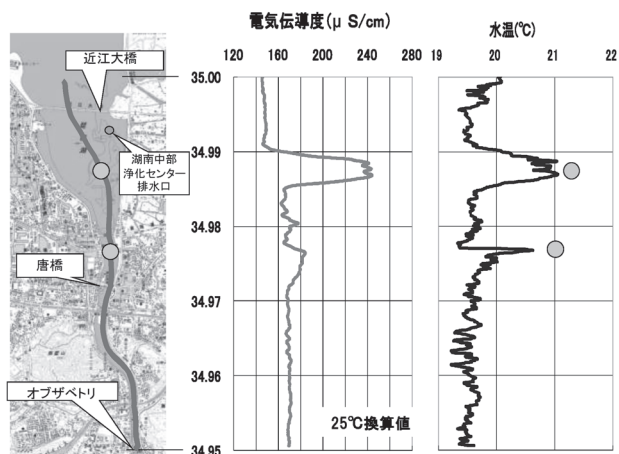 電気伝導度(μ S/cm)
120 160 200 240 280
水温(℃)
19 20 21 22
35.00
34.99
34.98
34.97
34.96
34.95
近江大橋
湖南中部
浄化センター
排水口
唐橋
オブザベトリ
25℃換算値